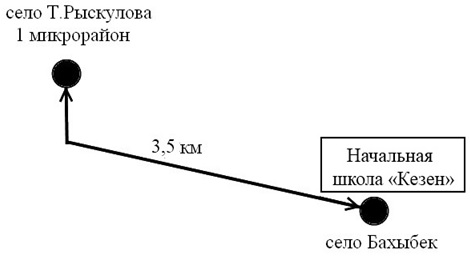 село Т.Рыскулова
1 микрорайон
3,5 км
Начальная
школа «Кезен»
село Бахыбек